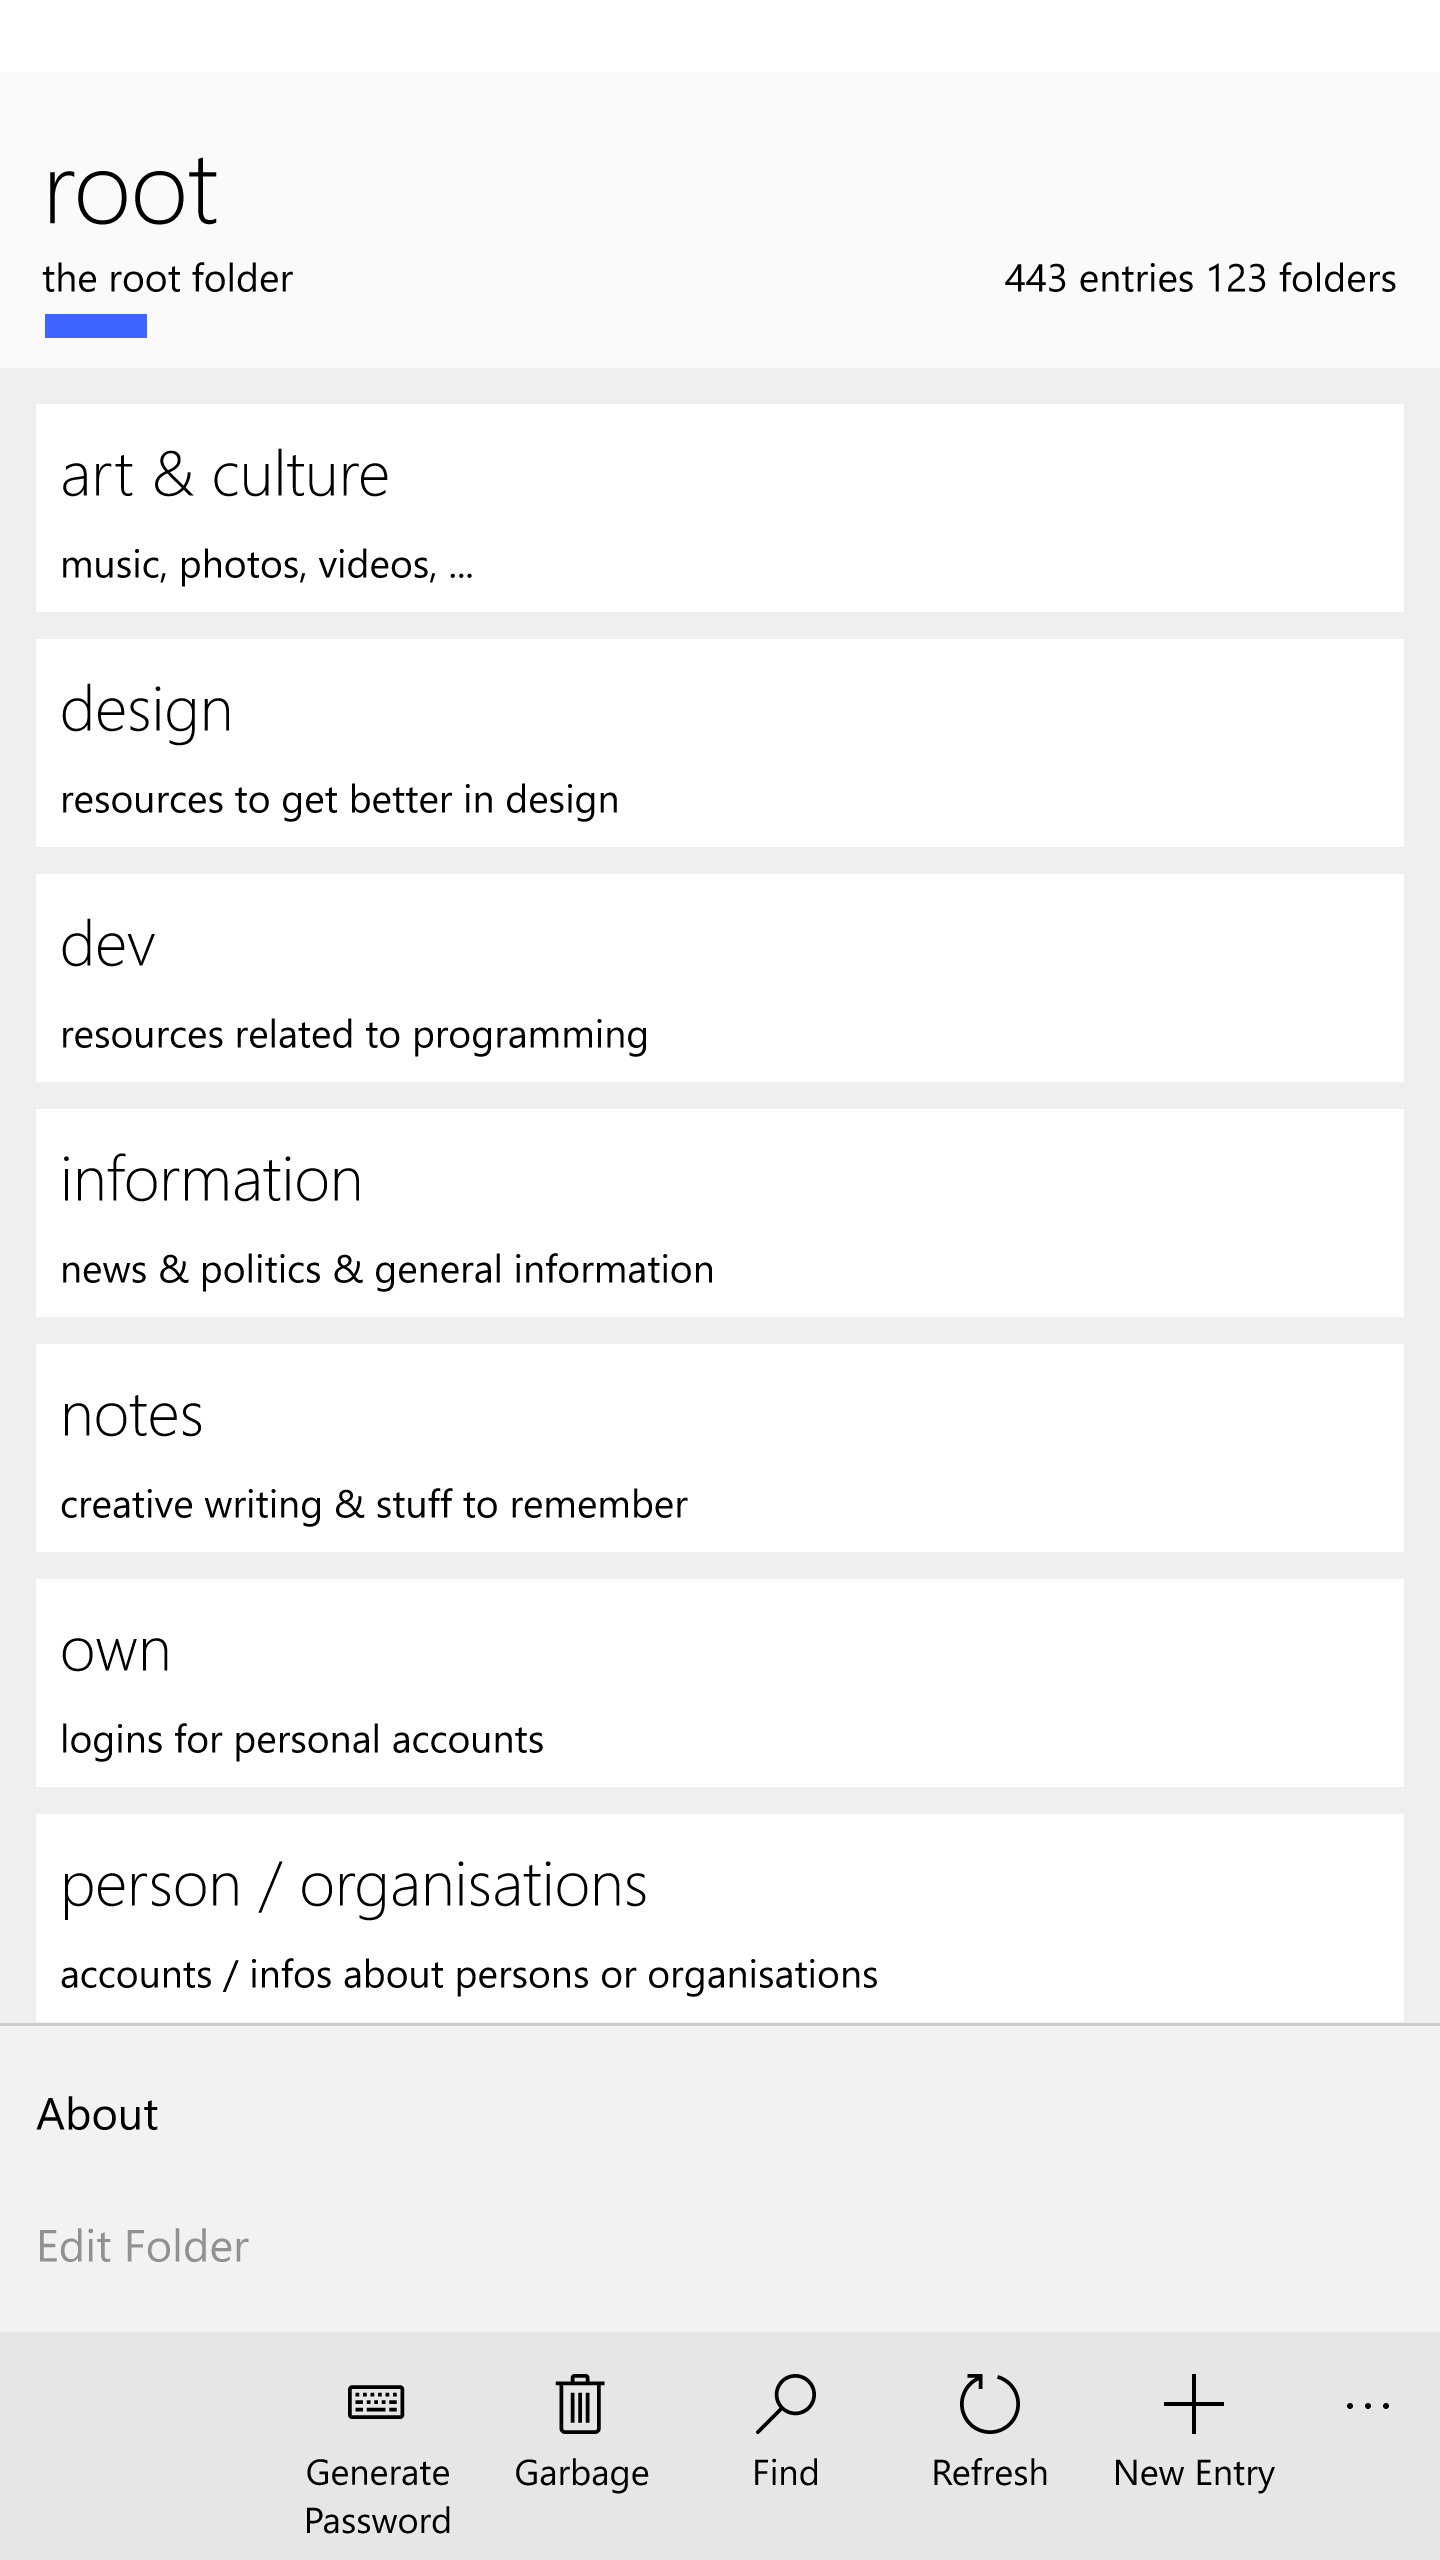 root
the root folder 443 entries 123 folders
art & culture
music, photos, videos, ...
design
resources to get better in design
dev
resources related to programming
information
news & politics & general information
notes
creative writing & stuff to remember
own
logins for personal accounts
person / organisations
accounts / infos about persons or organisations
About
Edit Folder
Generate Password
Garbage
Find
Refresh
New Entry